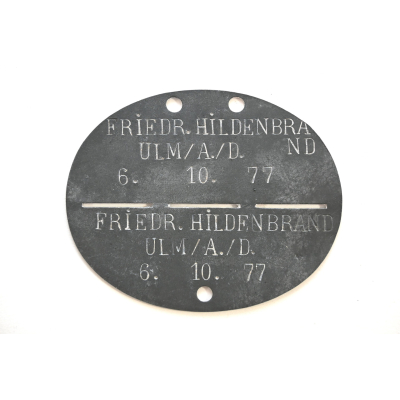 FRIEDR. HILDENBRA
ULM/A./D. ND
6. 10. 77
FRIEDR. HILDENBRAND
ULM/A./D.
6. 10. 77